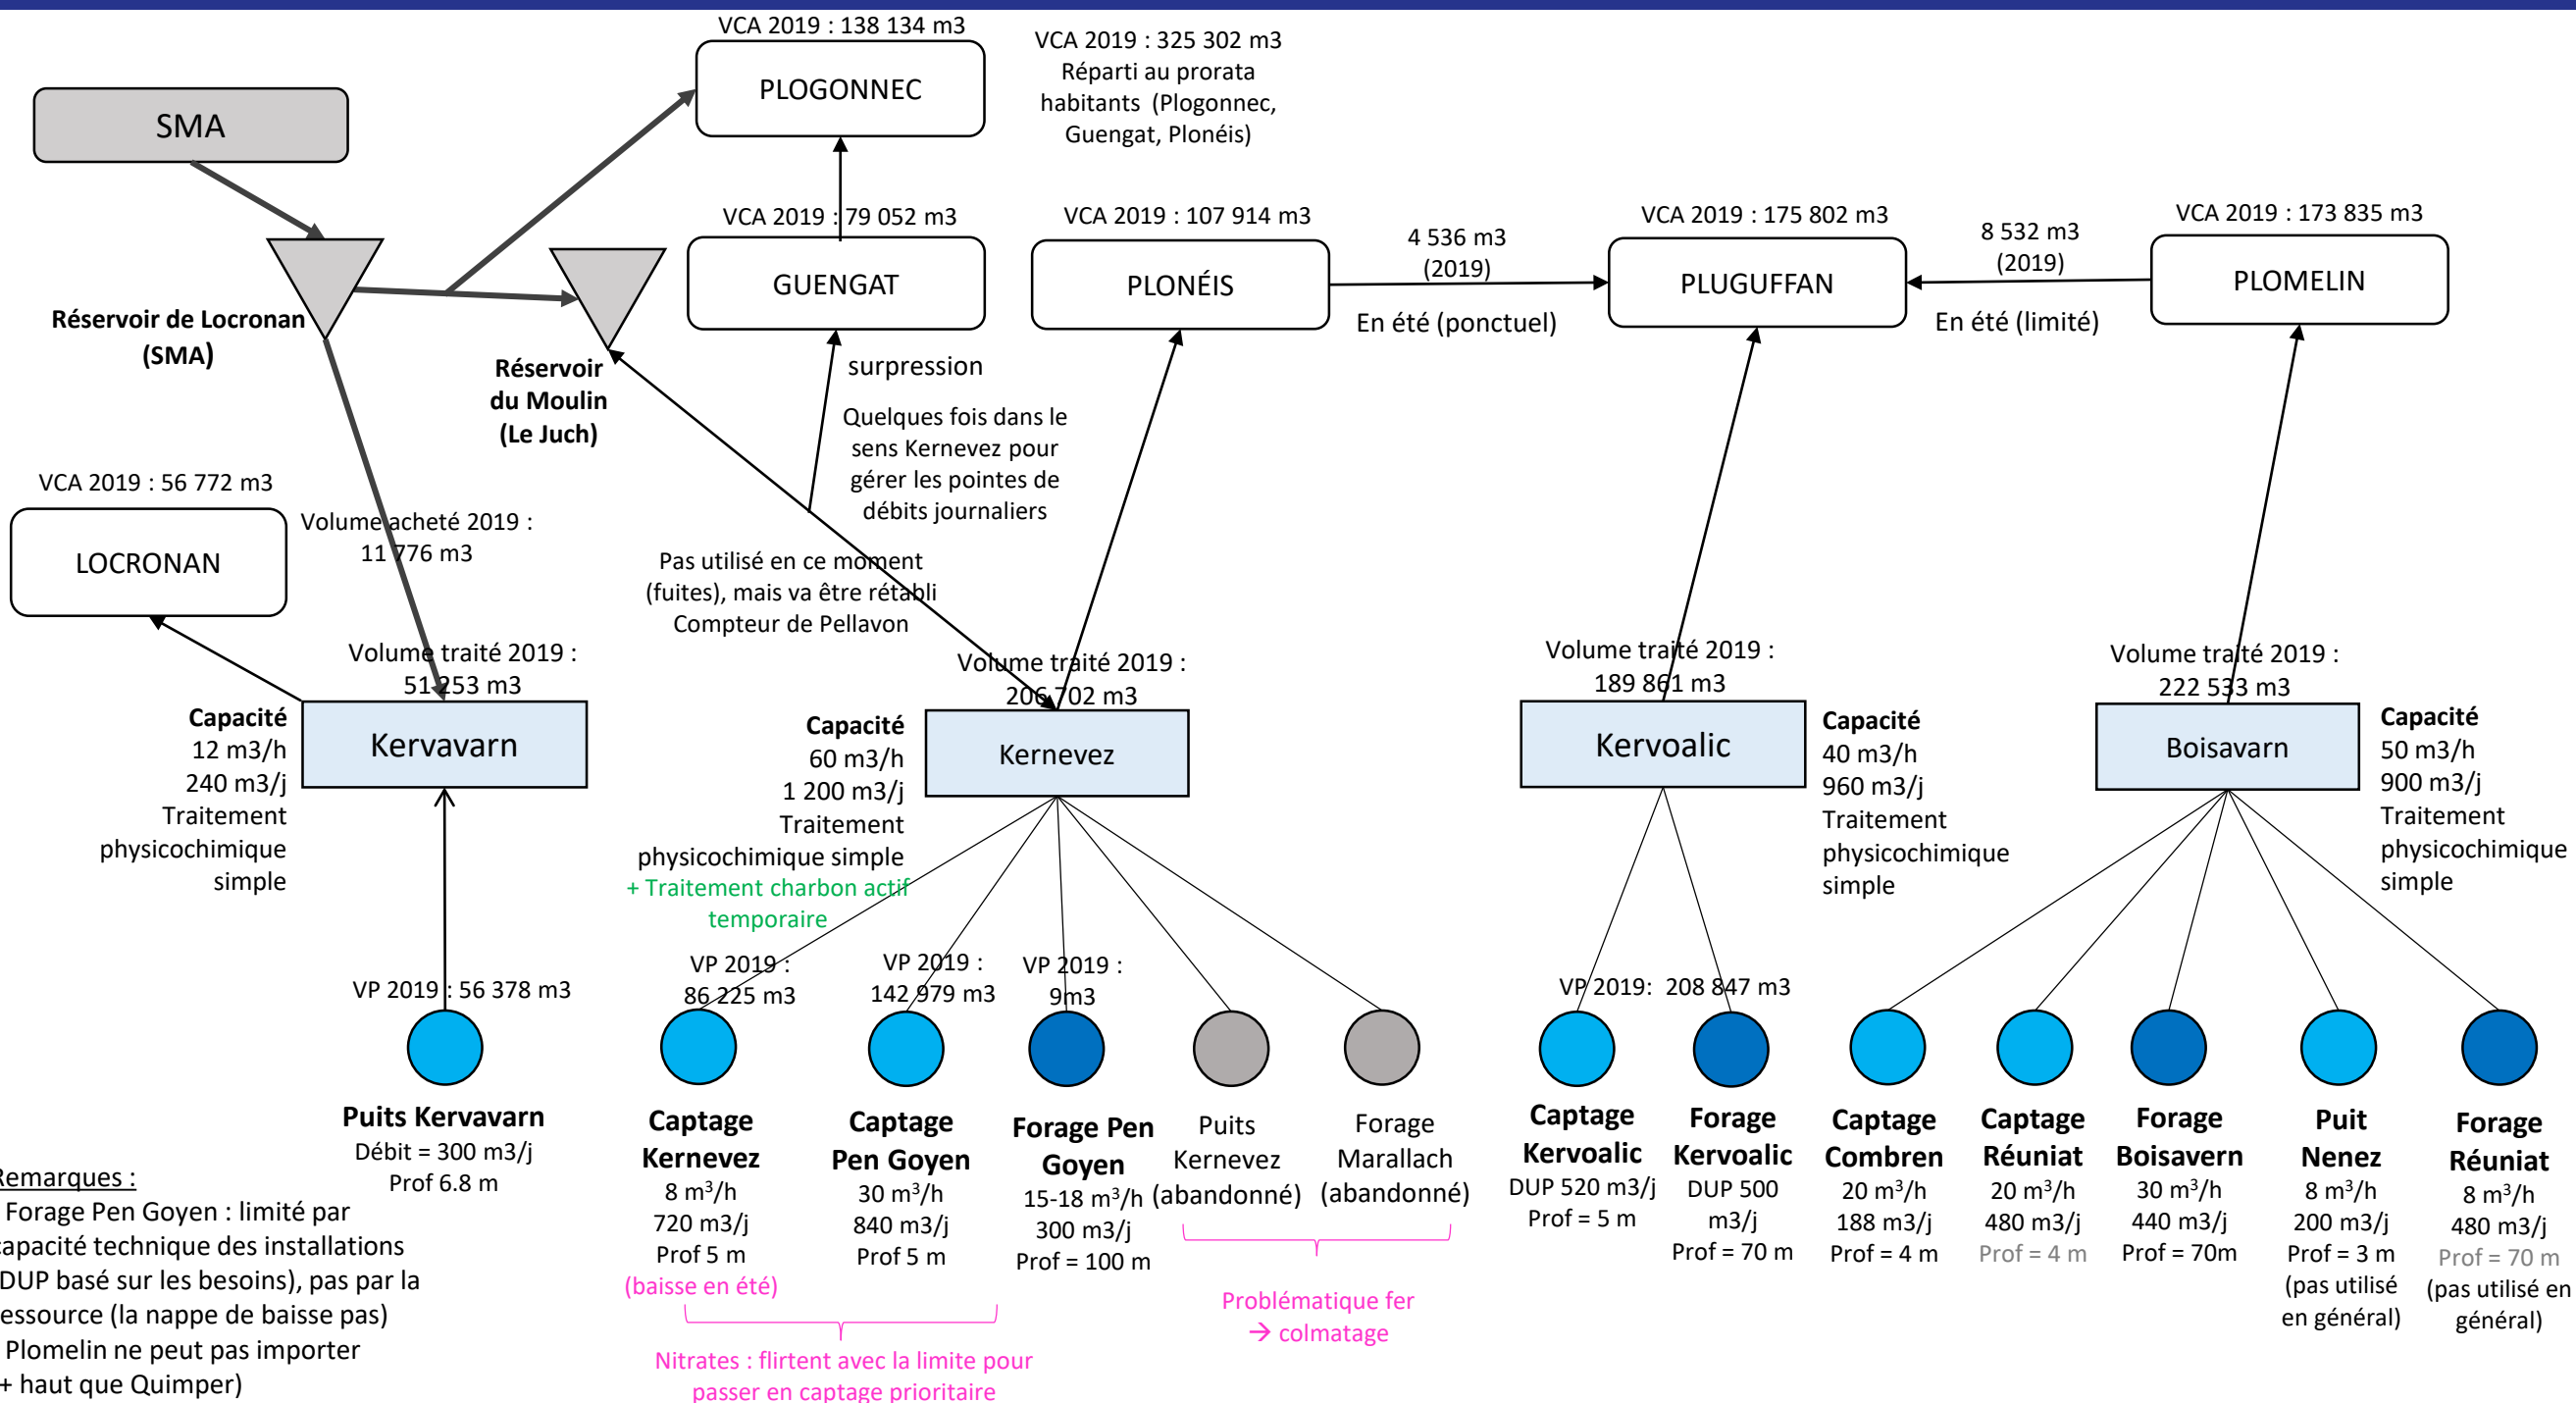 VCA 2019 : 138 134 m3
PLOGONNEC
VCA 2019 : 325 302 m3
Réparti au prorata
habitants (Plogonnec,
Guengat, Plonéis)
SMA
VCA 2019 : 79 052 m3
GUENGAT
VCA 2019 : 107 914 m3
PLONÉIS
4 536 m3
(2019)
En été (ponctuel)
VCA 2019 : 175 802 m3
PLUGUFFAN
8 532 m3
(2019)
En été (limité)
VCA 2019 : 173 835 m3
PLOMELIN
Réservoir de Locronan
(SMA)
Réservoir
du Moulin
(Le Juch)
surpression
Quelques fois dans le
sens Kernevez pour
gérer les pointes de
débits journaliers
VCA 2019 : 56 772 m3
LOCRONAN
Volume acheté 2019 :
11 776 m3
Pas utilisé en ce moment
(fuites), mais va être rétabli
Compteur de Pellavon
Volume traité 2019 :
51 253 m3
Kervavarn
Capacité
12 m3/h
240 m3/j
Traitement
physicochimique
simple
Volume traité 2019 :
206 702 m3
Kernevez
Capacité
60 m3/h
1 200 m3/j
Traitement
physicochimique simple
+ Traitement charbon actif
temporaire
Volume traité 2019 :
189 861 m3
Kervoalic
Capacité
40 m3/h
960 m3/j
Traitement
physicochimique
simple
Volume traité 2019 :
222 533 m3
Boisavarn
Capacité
50 m3/h
900 m3/j
Traitement
physicochimique
simple
VP 2019 : 56 378 m3
VP 2019 :
86 225 m3
VP 2019 :
142 979 m3
VP 2019 :
9m3
VP 2019: 208 847 m3
Puits Kervavarn
Débit = 300 m3/j
Prof 6.8 m
Captage
Kernevez
8 m³/h
720 m3/j
Prof 5 m
(baisse en été)
Captage
Pen Goyen
30 m³/h
840 m3/j
Prof 5 m
Forage Pen
Goyen
15-18 m³/h
300 m3/j
Prof = 100 m
Puits
Kernevez
(abandonné)
Forage
Marallach
(abandonné)
Captage
Kervoalic
DUP 520 m3/j
Prof = 5 m
Forage
Kervoalic
DUP 500
m3/j
Prof = 70 m
Captage
Combren
20 m³/h
188 m3/j
Prof = 4 m
Captage
Réuniat
20 m³/h
480 m3/j
Prof = 4 m
Forage
Boisavern
30 m³/h
440 m3/j
Prof = 70m
Puit
Nenez
8 m³/h
200 m3/j
Prof = 3 m
(pas utilisé
en général)
Forage
Réuniat
8 m³/h
480 m3/j
Prof = 70 m
(pas utilisé en
général)
Nitrates : flirtent avec la limite pour
passer en captage prioritaire
Problématique fer
→ colmatage
Remarques :
Forage Pen Goyen : limité par
capacité technique des installations
DUP basé sur les besoins), pas par la
essource (la nappe de baisse pas)
Plomelin ne peut pas importer
+ haut que Quimper)